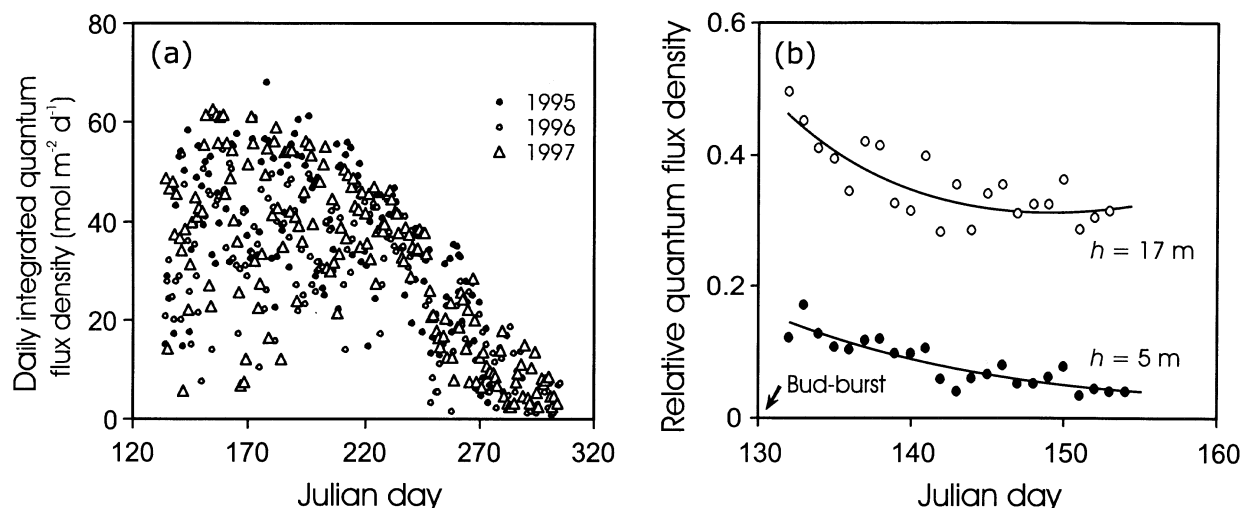 (a)
Daily integrated quantum
flux density (mol m⁻² d⁻¹)
80
60
40
20
0
1995
1996
1997
120 170 220 270 320
Julian day
(b)
Relative quantum flux density
0.6
0.4
0.2
0
h = 17 m
h = 5 m
Bud-burst
130 140 150 160
Julian day